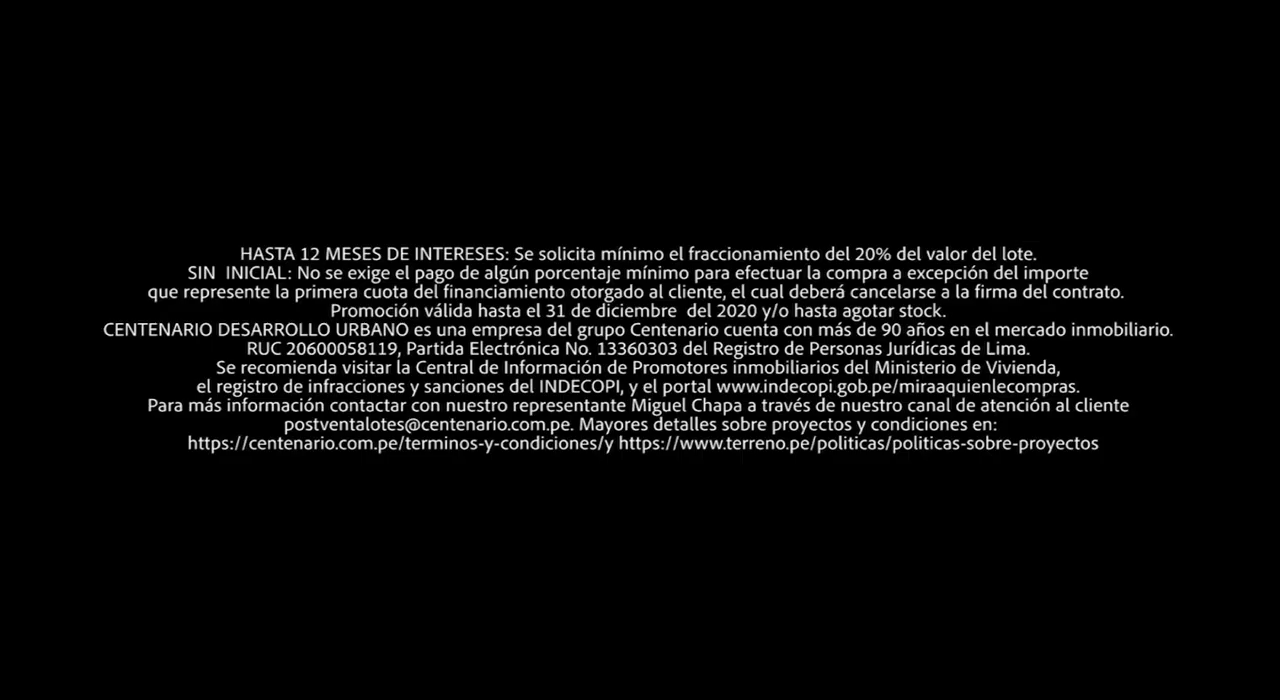 HASTA 12 MESES DE INTERESES: Se solicita mínimo el fraccionamiento del 20% del valor del lote.
SIN  INICIAL: No se exige el pago de algún porcentaje mínimo para efectuar la compra a excepción del importe
que represente la primera cuota del financiamiento otorgado al cliente, el cual deberá cancelarse a la firma del contrato.
Promoción válida hasta el 31 de diciembre  del 2020 y/o hasta agotar stock.
CENTENARIO DESARROLLO URBANO es una empresa del grupo Centenario cuenta con más de 90 años en el mercado inmobiliario.
RUC 20600058119, Partida Electrónica No. 13360303 del Registro de Personas Jurídicas de Lima.
Se recomienda visitar la Central de Información de Promotores inmobiliarios del Ministerio de Vivienda,
el registro de infracciones y sanciones del INDECOPI, y el portal www.indecopi.gob.pe/miraaquienlecompras.
Para más información contactar con nuestro representante Miguel Chapa a través de nuestro canal de atención al cliente
postventalotes@centenario.com.pe. Mayores detalles sobre proyectos y condiciones en:
https://centenario.com.pe/terminos-y-condiciones/y https://www.terreno.pe/politicas/politicas-sobre-proyectos